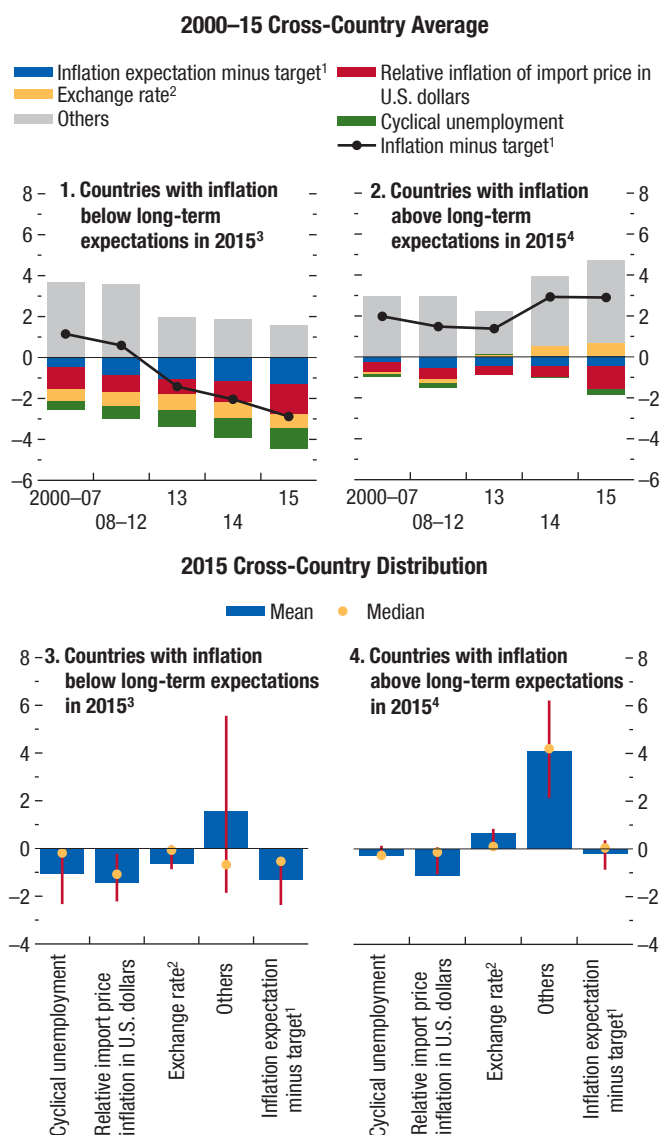 2000–15 Cross-Country Average
Inflation expectation minus target¹
Exchange rate²
Others
Relative inflation of import price in
U.S. dollars
Cyclical unemployment
Inflation minus target¹
1. Countries with inflation
below long-term
expectations in 2015³
8
6
4
2
0
–2
–4
–6
2000–07
08–12
13
14
15
2. Countries with inflation
above long-term
expectations in 2015⁴
8
6
4
2
0
–2
–4
–6
2000–07
08–12
13
14
15
2015 Cross-Country Distribution
Mean
Median
3. Countries with inflation
below long-term expectations
in 2015³
8
6
4
2
0
–2
–4
Cyclical unemployment
Relative import price
inflation in U.S. dollars
Exchange rate²
Others
Inflation expectation
minus target¹
4. Countries with inflation
above long-term expectations
in 2015⁴
8
6
4
2
0
–2
–4
Cyclical unemployment
Relative import price
inflation in U.S. dollars
Exchange rate²
Others
Inflation expectation
minus target¹